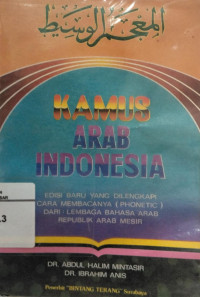 المعجم الوسيط
KAMUS
ARAB
INDONESIA
EDISI BARU YANG DILENGKAPI
CARA MEMBACANYA (PHONETIC)
DARI : LEMBAGA BAHASA ARAB
REPUBLIK ARAB MESIR
.3
DR. ABDUL HALIM MINTASIR
DR. IBRAHIM ANIS
Penerbit "BINTANG TERANG" Surabaya